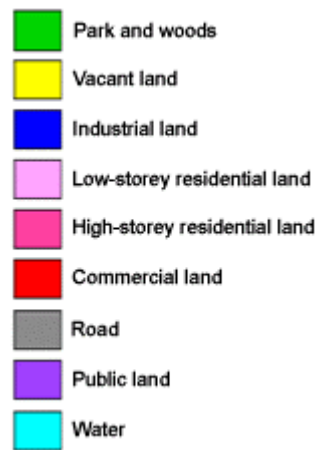 Park and woods
Vacant land
Industrial land
Low-storey residential land
High-storey residential land
Commercial land
Road
Public land
Water